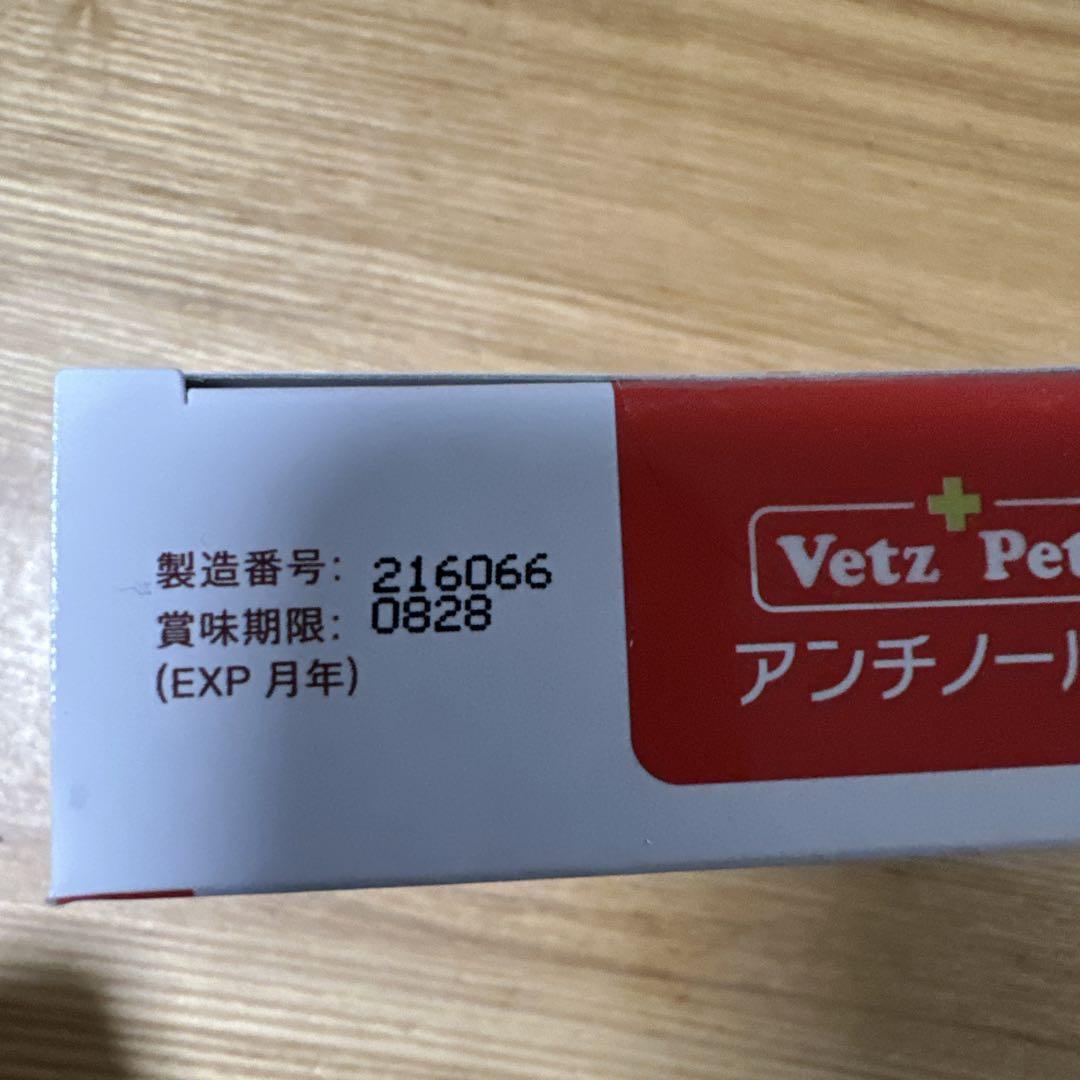 製造番号: 216066
賞味期限: 0828
(EXP 月年)
Vetz Pet
アンチノール